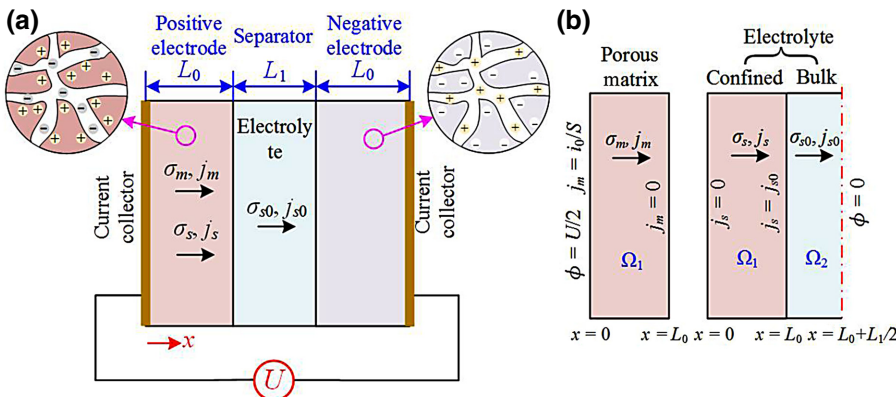 (a)
Positive
electrode
Separator
Negative
electrode
L₀
L₁
L₀
Electroly
te
σₘ, jₘ
σₛ, jₛ
σₛ₀, jₛ₀
Current
collector
Current
collector
x
U
(b)
Porous
matrix
Electrolyte
Confined
Bulk
σₘ, jₘ
σₛ, jₛ
σₛ₀, jₛ₀
ϕ = U/2
jₘ = i₀/S
jₘ = 0
jₛ = 0
jₛ = jₛ₀
ϕ = 0
Ω₁
Ω₁
Ω₂
x = 0
x = L₀
x = 0
x = L₀
x = L₀+L₁/2